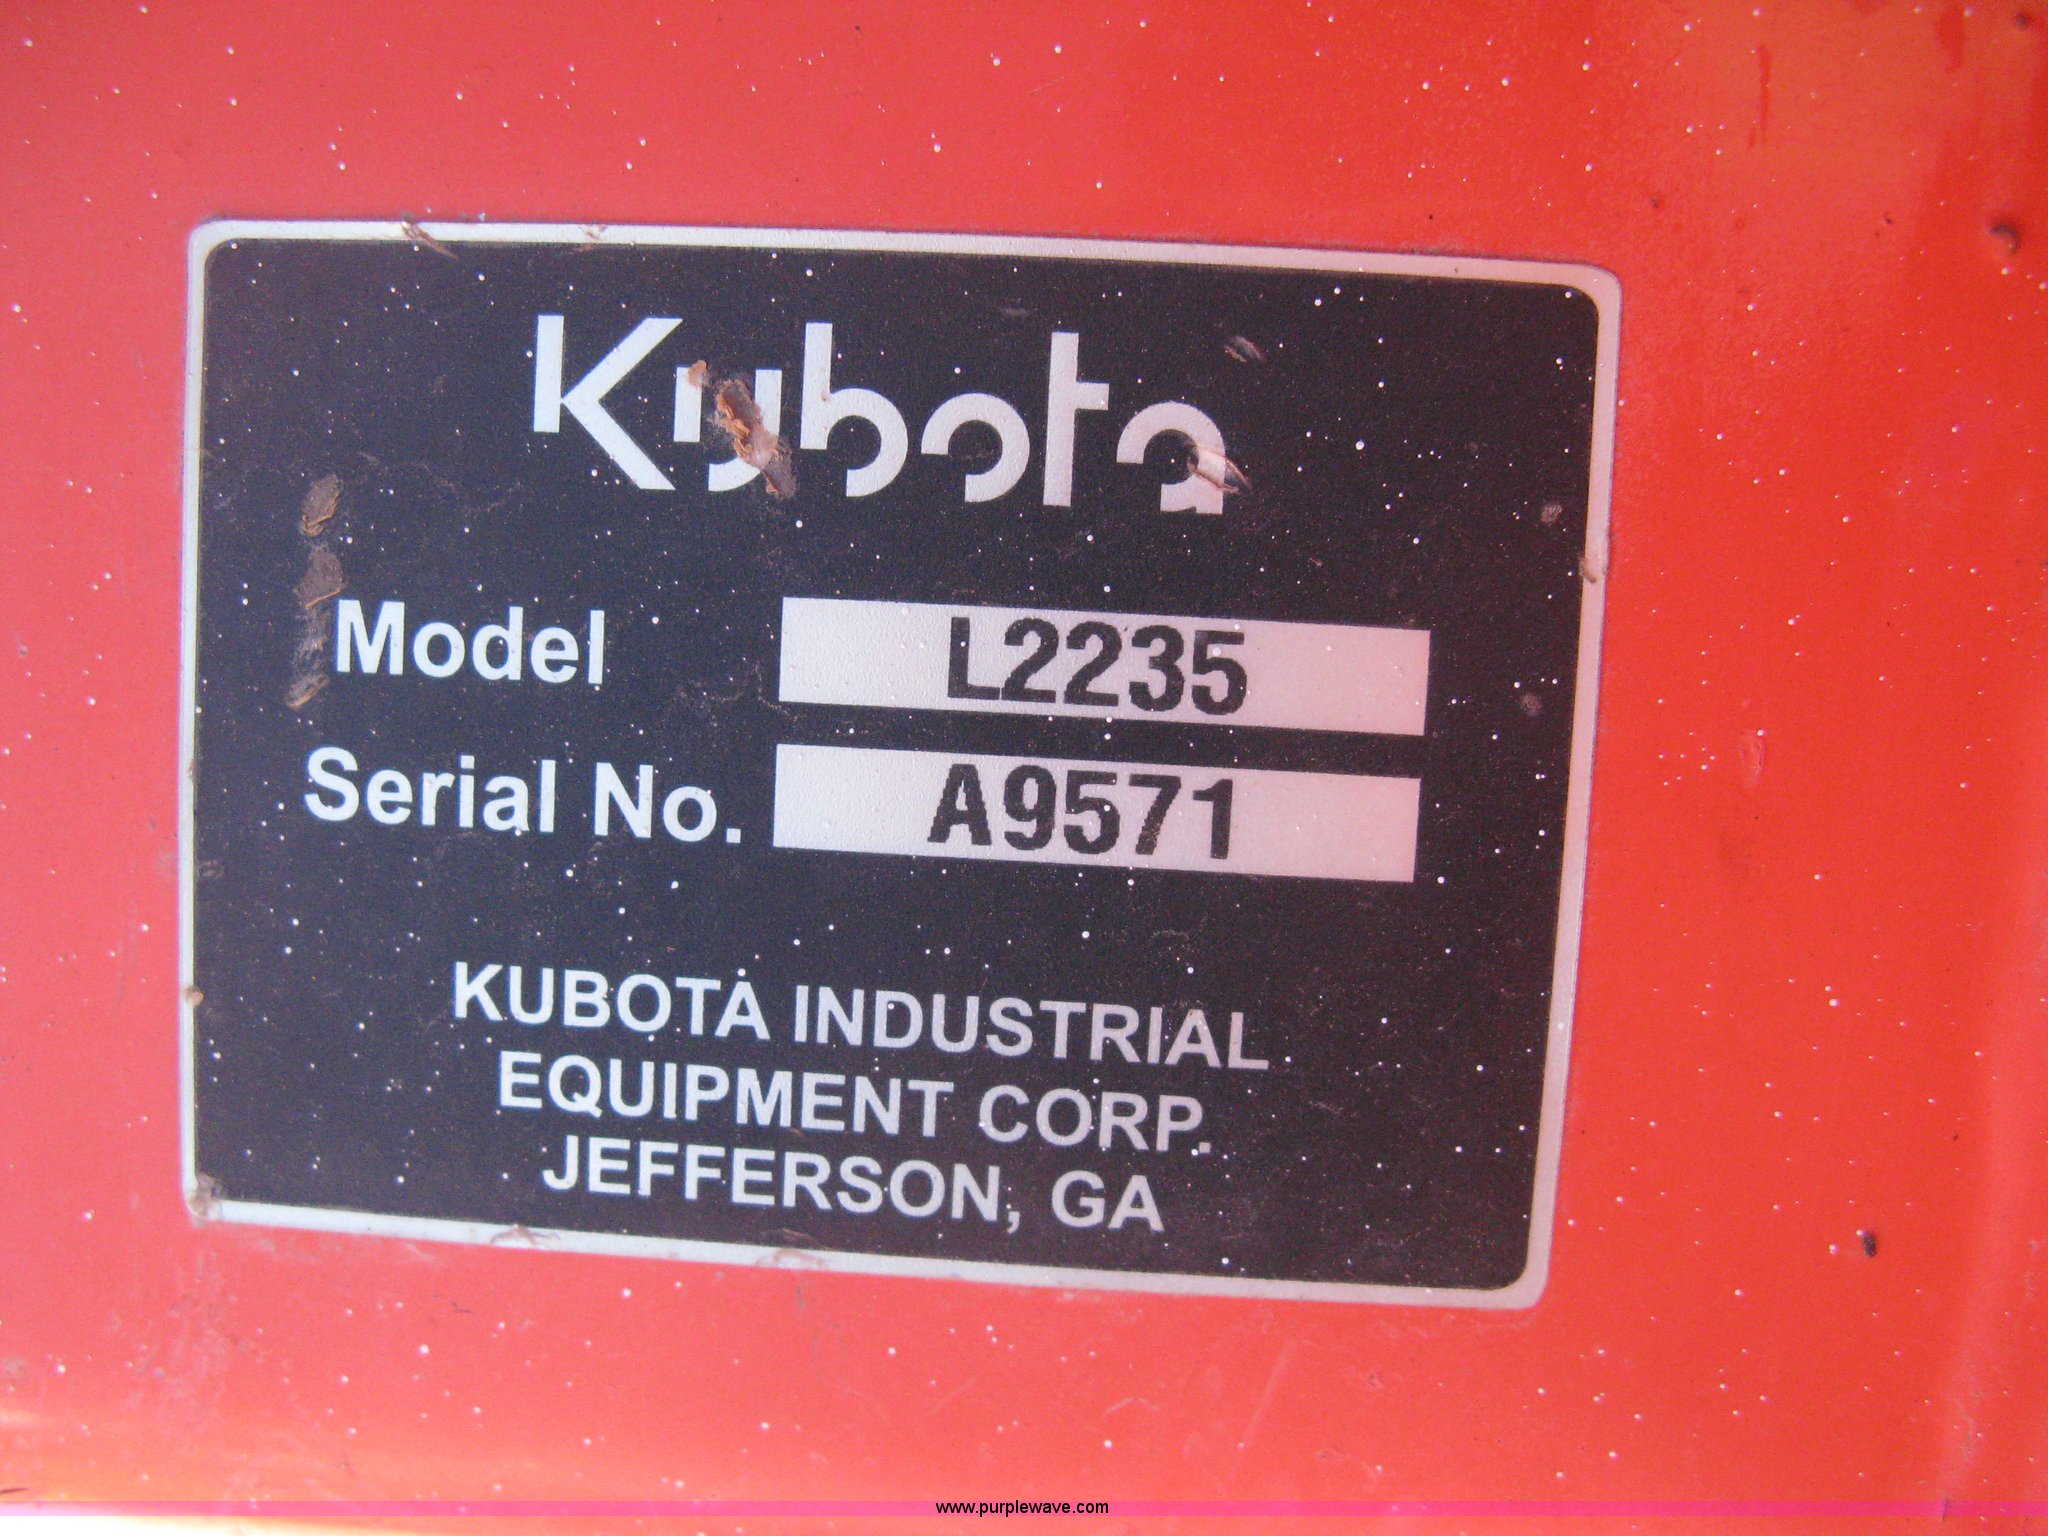 Kubota
Model L2235
Serial No. A9571
KUBOTA INDUSTRIAL
EQUIPMENT CORP.
JEFFERSON, GA
www.purplewave.com